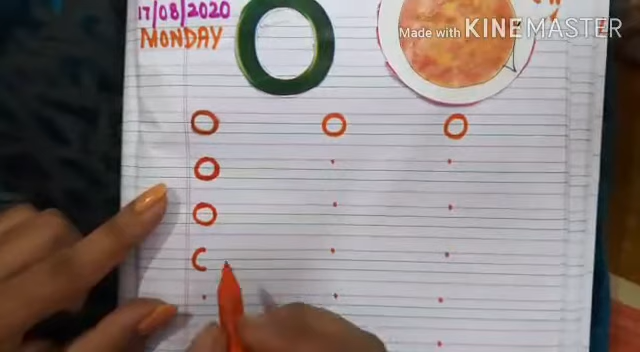 17/08/2020
MONDAY
O
Made with KINEMASTER
O O O
O
O
C